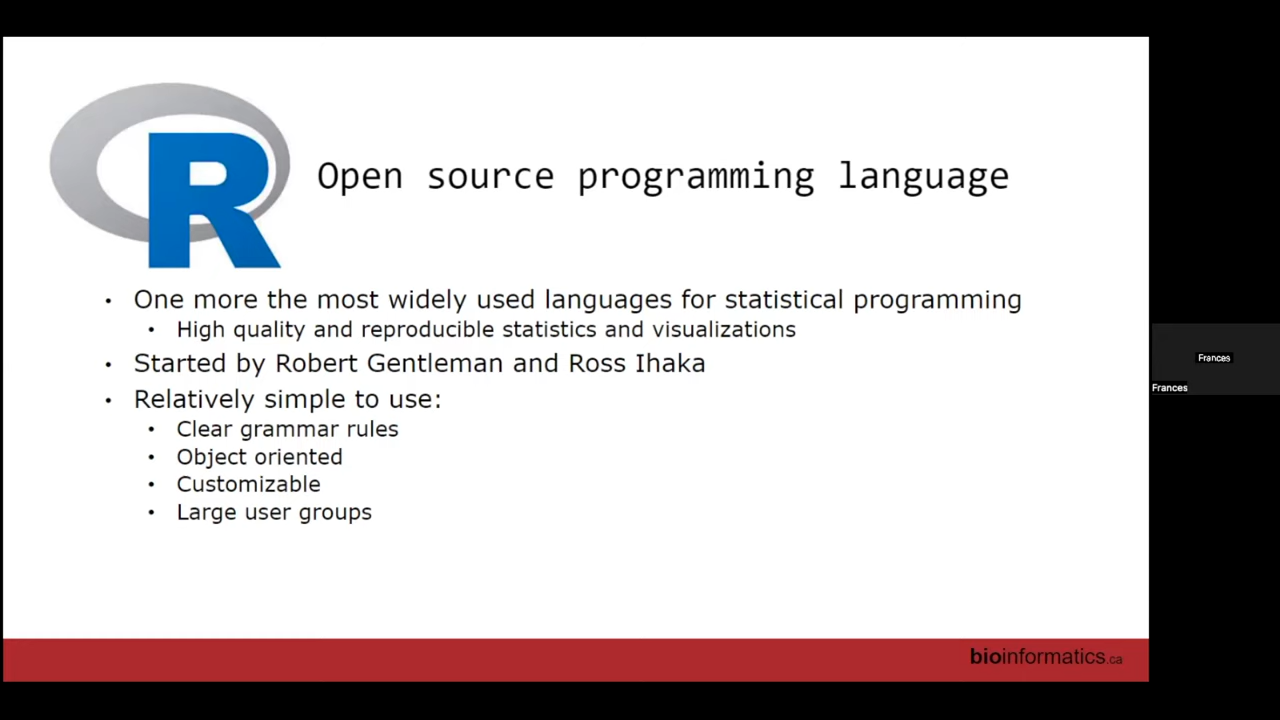 R
Open source programming language
• One more the most widely used languages for statistical programming
• High quality and reproducible statistics and visualizations
• Started by Robert Gentleman and Ross Ihaka
• Relatively simple to use:
• Clear grammar rules
• Object oriented
• Customizable
• Large user groups
Frances
Frances
bioinformatics.ca